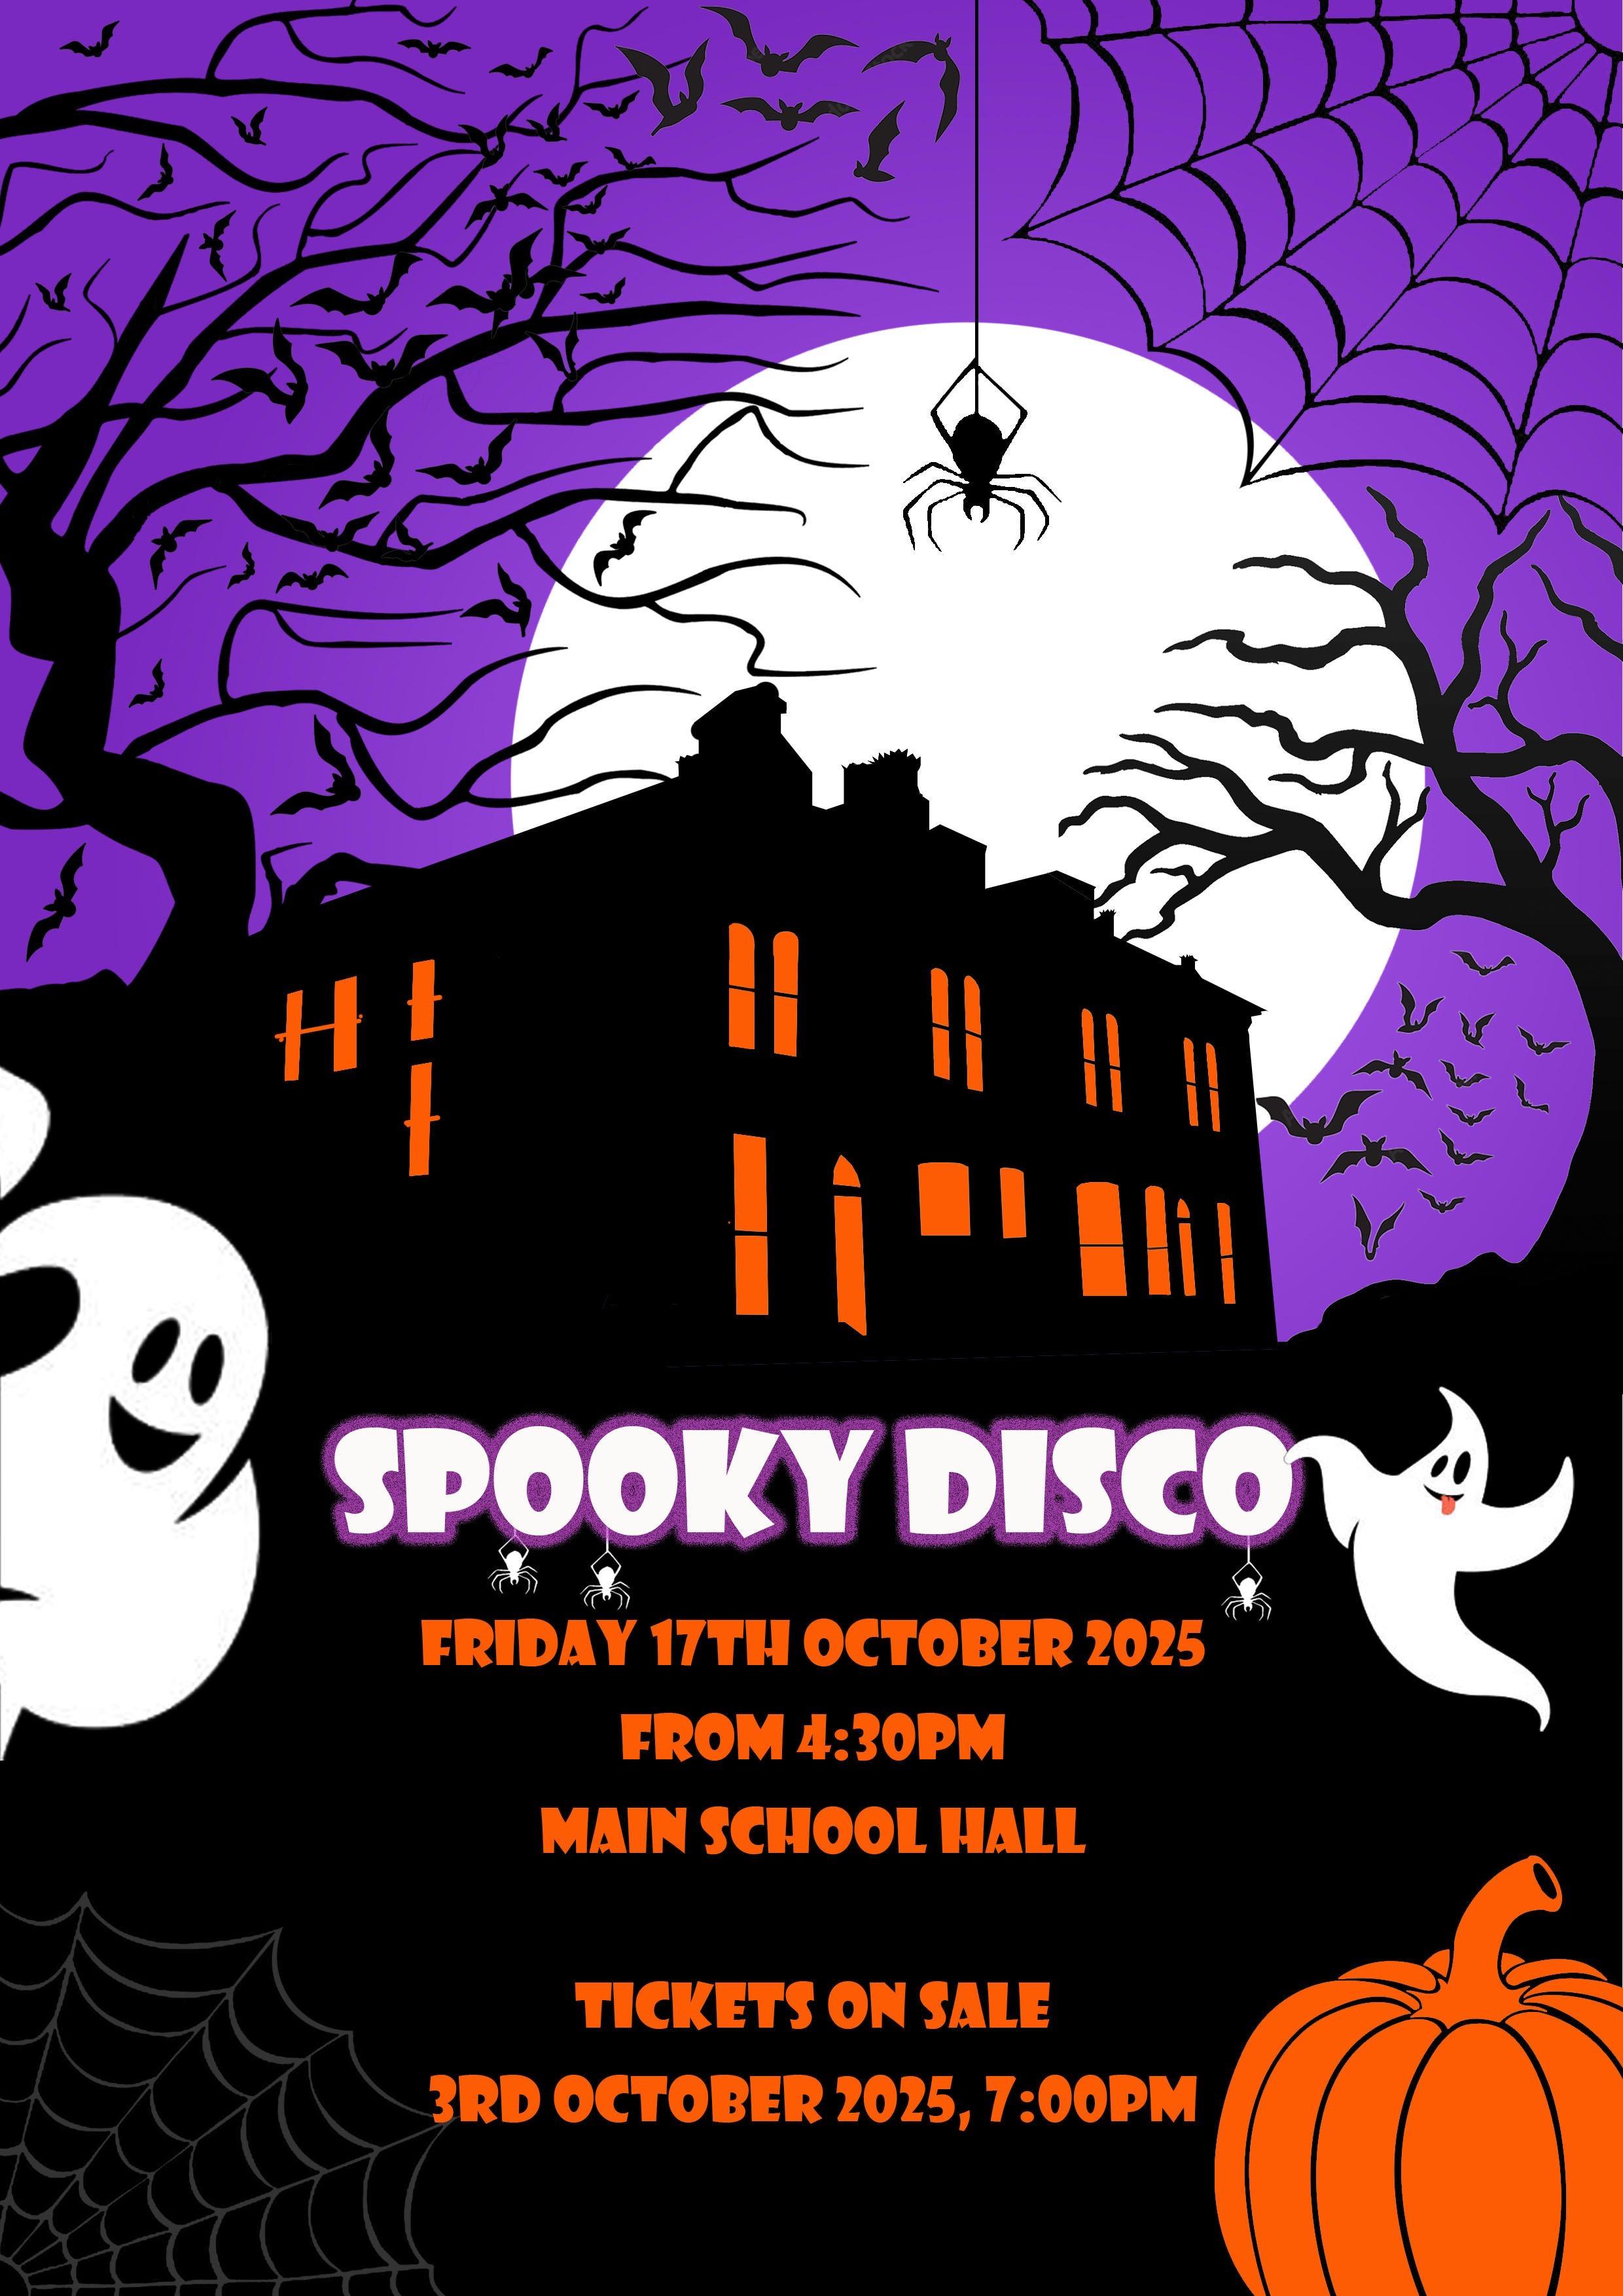 SPOOKY DISCO
FRIDAY 17TH OCTOBER 2025
FROM 4:30PM
MAIN SCHOOL HALL
TICKETS ON SALE
3RD OCTOBER 2025, 7:00PM